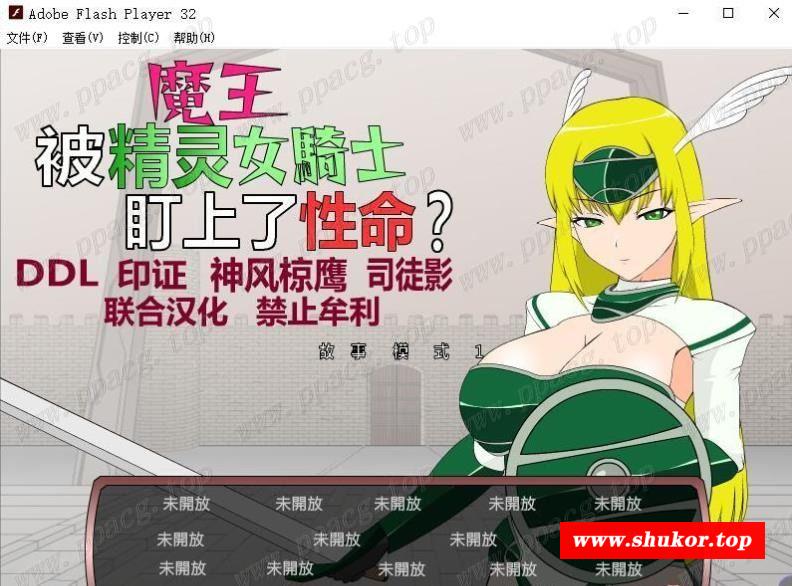 Adobe Flash Player 32
文件(F) 查看(V) 控制(C) 帮助(H)
魔王
被精灵女騎士
盯上了性命?
DDL 印证 神风椋鹰 司徒影
联合汉化 禁止牟利
故事模式1
未開放 未開放 未開放 未開放 未開放
未開放 未開放 未開放
www.shukor.top
未開放 未開放 未開放 未開放 未開放
www.ppacg.top